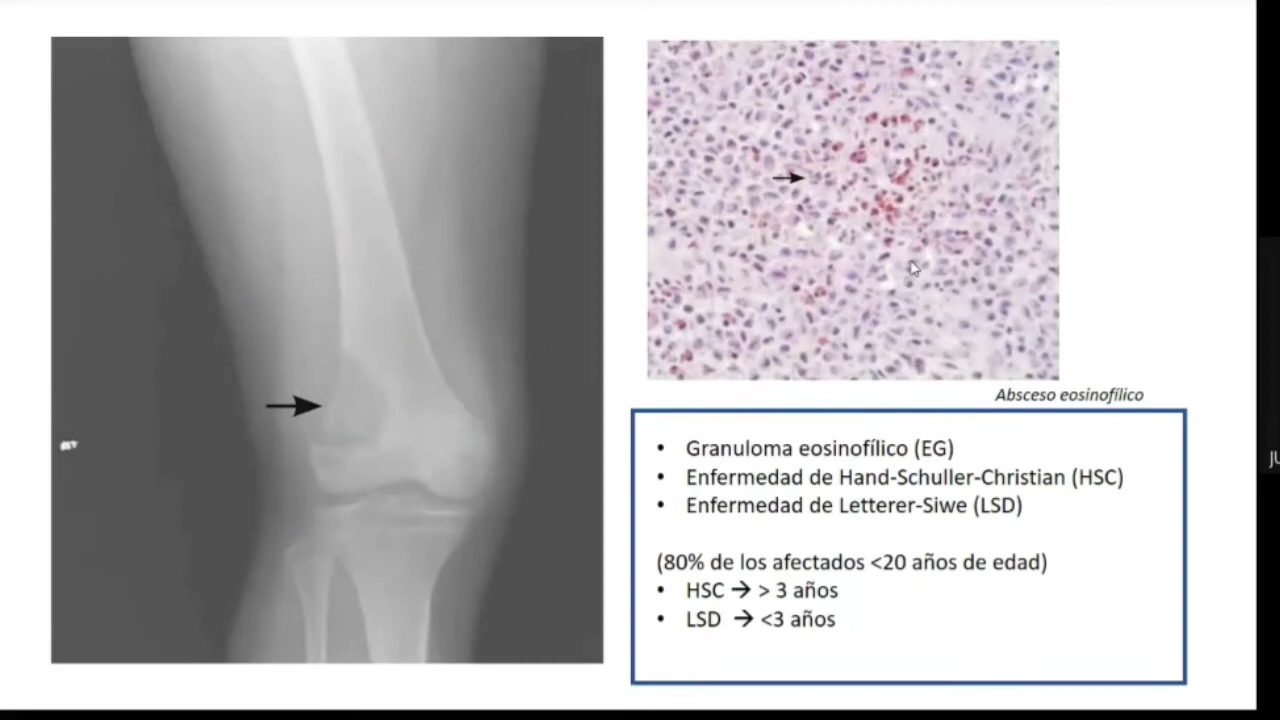 Absceso eosinofílico
• Granuloma eosinofílico (EG)
• Enfermedad de Hand-Schuller-Christian (HSC)
• Enfermedad de Letterer-Siwe (LSD)
(80% de los afectados <20 años de edad)
• HSC → > 3 años
• LSD → <3 años
JU